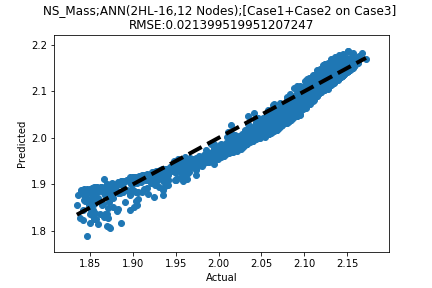 NS_Mass;ANN(2HL-16,12 Nodes);[Case1+Case2 on Case3]
RMSE:0.021399519951207247
2.2
2.1
2.0
1.9
1.8
Predicted
1.85 1.90 1.95 2.00 2.05 2.10 2.15
Actual